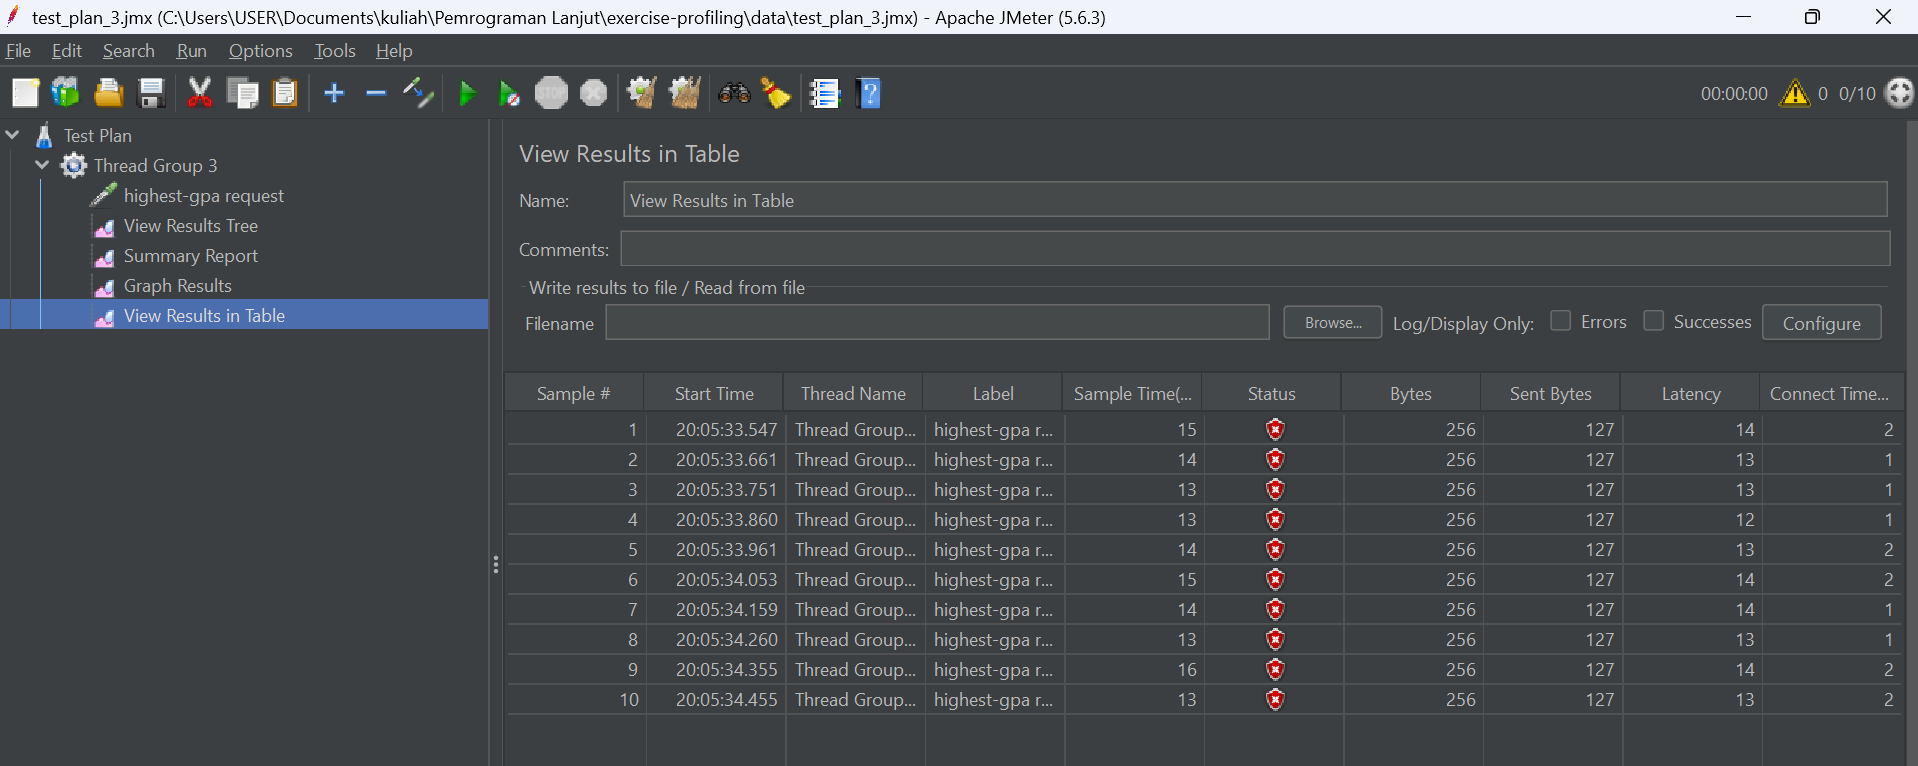 test_plan_3.jmx (C:\Users\USER\Documents\kuliah\Pemrograman Lanjut\exercise-profiling\data\test_plan_3.jmx) - Apache JMeter (5.6.3)
File Edit Search Run Options Tools Help
STOP 00:00:00 0 0/10
Test Plan
Thread Group 3
highest-gpa request
View Results Tree
Summary Report
Graph Results
View Results in Table
View Results in Table
Name: View Results in Table
Comments:
Write results to file / Read from file
Filename Browse... Log/Display Only: Errors Successes Configure
Sample # Start Time Thread Name Label Sample Time(... Status Bytes Sent Bytes Latency Connect Time...
1 20:05:33.547 Thread Group... highest-gpa r... 15 256 127 14 2
2 20:05:33.661 Thread Group... highest-gpa r... 14 256 127 13 1
3 20:05:33.751 Thread Group... highest-gpa r... 13 256 127 13 1
4 20:05:33.860 Thread Group... highest-gpa r... 13 256 127 12 1
5 20:05:33.961 Thread Group... highest-gpa r... 14 256 127 13 2
6 20:05:34.053 Thread Group... highest-gpa r... 15 256 127 14 2
7 20:05:34.159 Thread Group... highest-gpa r... 14 256 127 14 1
8 20:05:34.260 Thread Group... highest-gpa r... 13 256 127 13 1
9 20:05:34.355 Thread Group... highest-gpa r... 16 256 127 14 2
10 20:05:34.455 Thread Group... highest-gpa r... 13 256 127 13 2